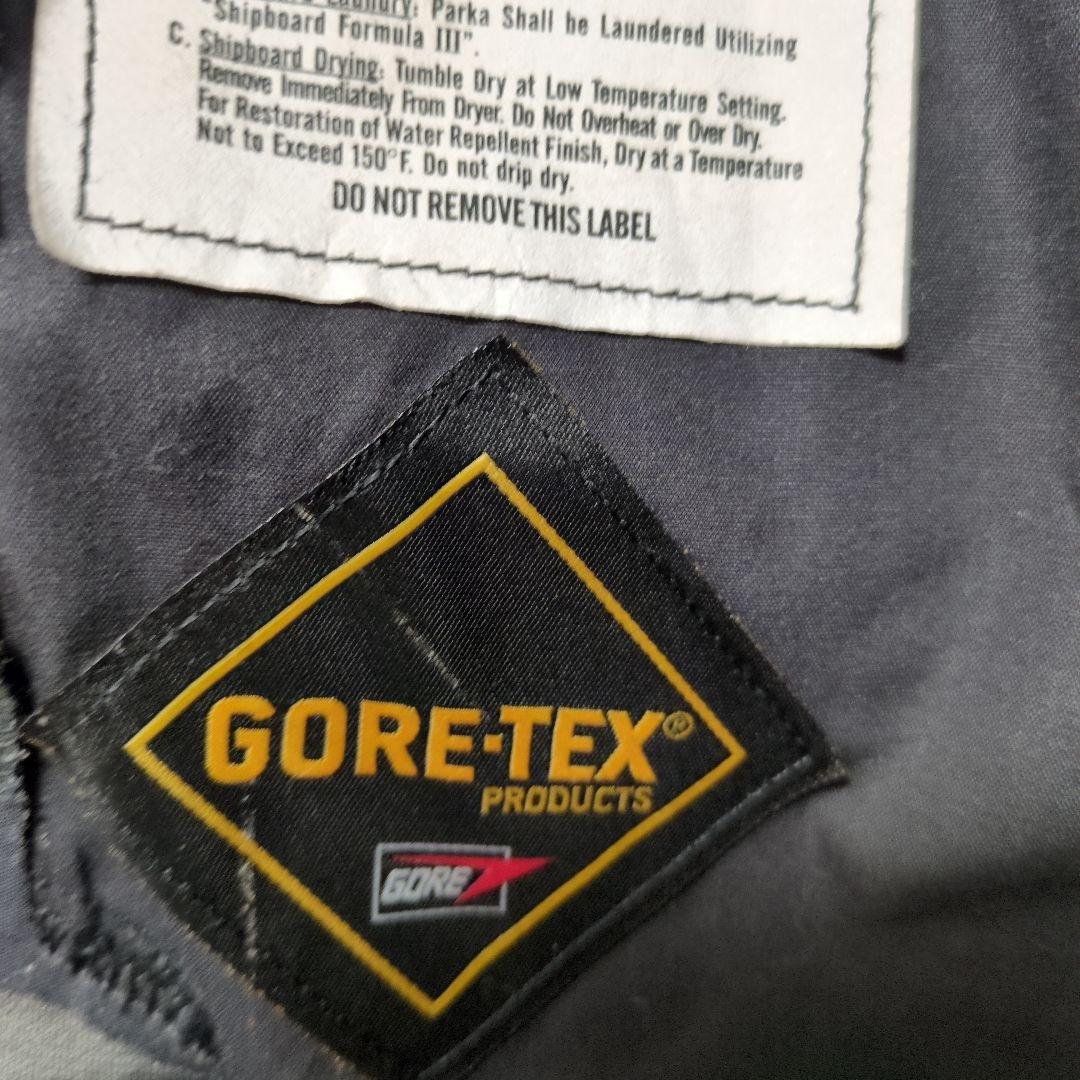 Laundry: Parka Shall be Laundered Utilizing
"Shipboard Formula III".
C. Shipboard Drying: Tumble Dry at Low Temperature Setting.
Remove Immediately From Dryer. Do Not Overheat or Over Dry.
For Restoration of Water Repellent Finish, Dry at a Temperature
Not to Exceed 150°F. Do not drip dry.
DO NOT REMOVE THIS LABEL
GORE-TEX®
PRODUCTS
GORE